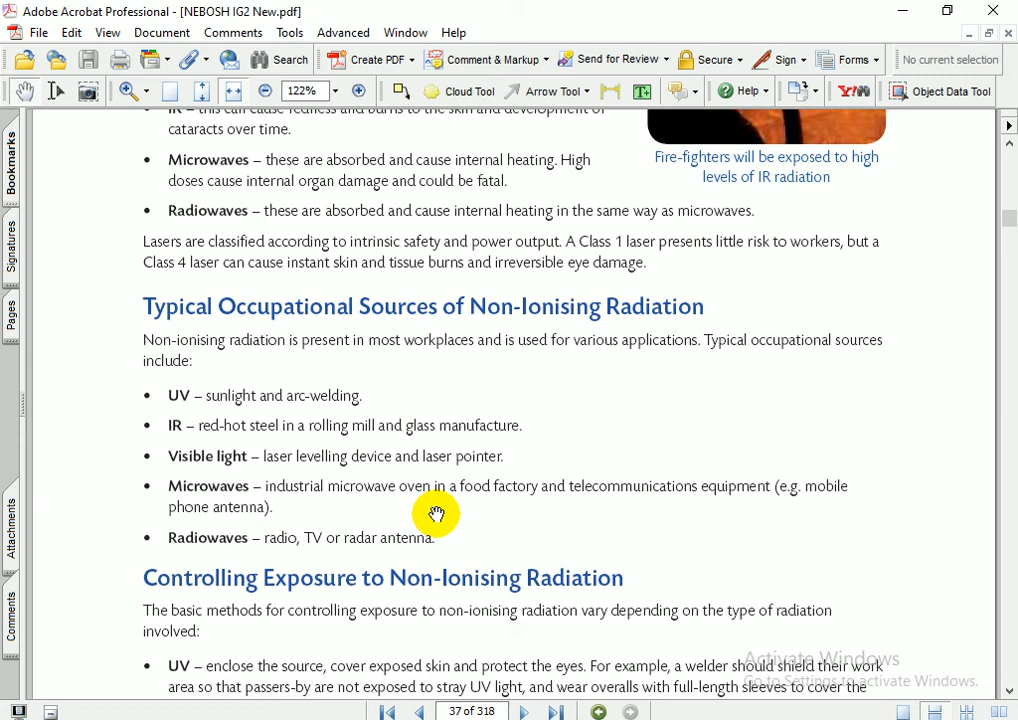 Adobe Acrobat Professional - [NEBOSH IG2 New.pdf]
File Edit View Document Comments Tools Advanced Window Help
Search Create PDF Comment & Markup Send for Review Secure Sign Forms No current selection
122% Cloud Tool Arrow Tool Help Y! Object Data Tool
Bookmarks
Signatures
Pages
Attachments
Comments
IR – this can cause redness and burns to the skin and development of
cataracts over time.
• Microwaves – these are absorbed and cause internal heating. High
doses cause internal organ damage and could be fatal.
Fire-fighters will be exposed to high
levels of IR radiation
• Radiowaves – these are absorbed and cause internal heating in the same way as microwaves.
Lasers are classified according to intrinsic safety and power output. A Class 1 laser presents little risk to workers, but a
Class 4 laser can cause instant skin and tissue burns and irreversible eye damage.
Typical Occupational Sources of Non-Ionising Radiation
Non-ionising radiation is present in most workplaces and is used for various applications. Typical occupational sources
include:
• UV – sunlight and arc-welding.
• IR – red-hot steel in a rolling mill and glass manufacture.
• Visible light – laser levelling device and laser pointer.
• Microwaves – industrial microwave oven in a food factory and telecommunications equipment (e.g. mobile
phone antenna).
• Radiowaves – radio, TV or radar antenna.
Controlling Exposure to Non-Ionising Radiation
The basic methods for controlling exposure to non-ionising radiation vary depending on the type of radiation
involved:
• UV – enclose the source, cover exposed skin and protect the eyes. For example, a welder should shield their work
area so that passers-by are not exposed to stray UV light, and wear overalls with full-length sleeves to cover the
Activate Windows
Go to Settings to activate Windows.
37 of 318